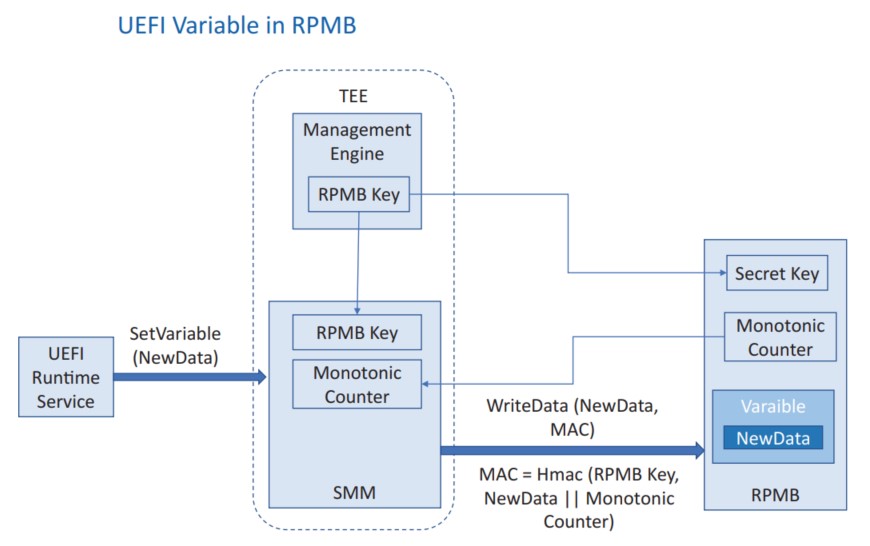 UEFI Variable in RPMB
TEE
Management
Engine
RPMB Key
Secret Key
RPMB Key
Monotonic
Counter
SetVariable
(NewData)
UEFI
Runtime
Service
Monotonic
Counter
WriteData (NewData,
MAC)
Varaible
NewData
MAC = Hmac (RPMB Key,
NewData || Monotonic
Counter)
SMM
RPMB